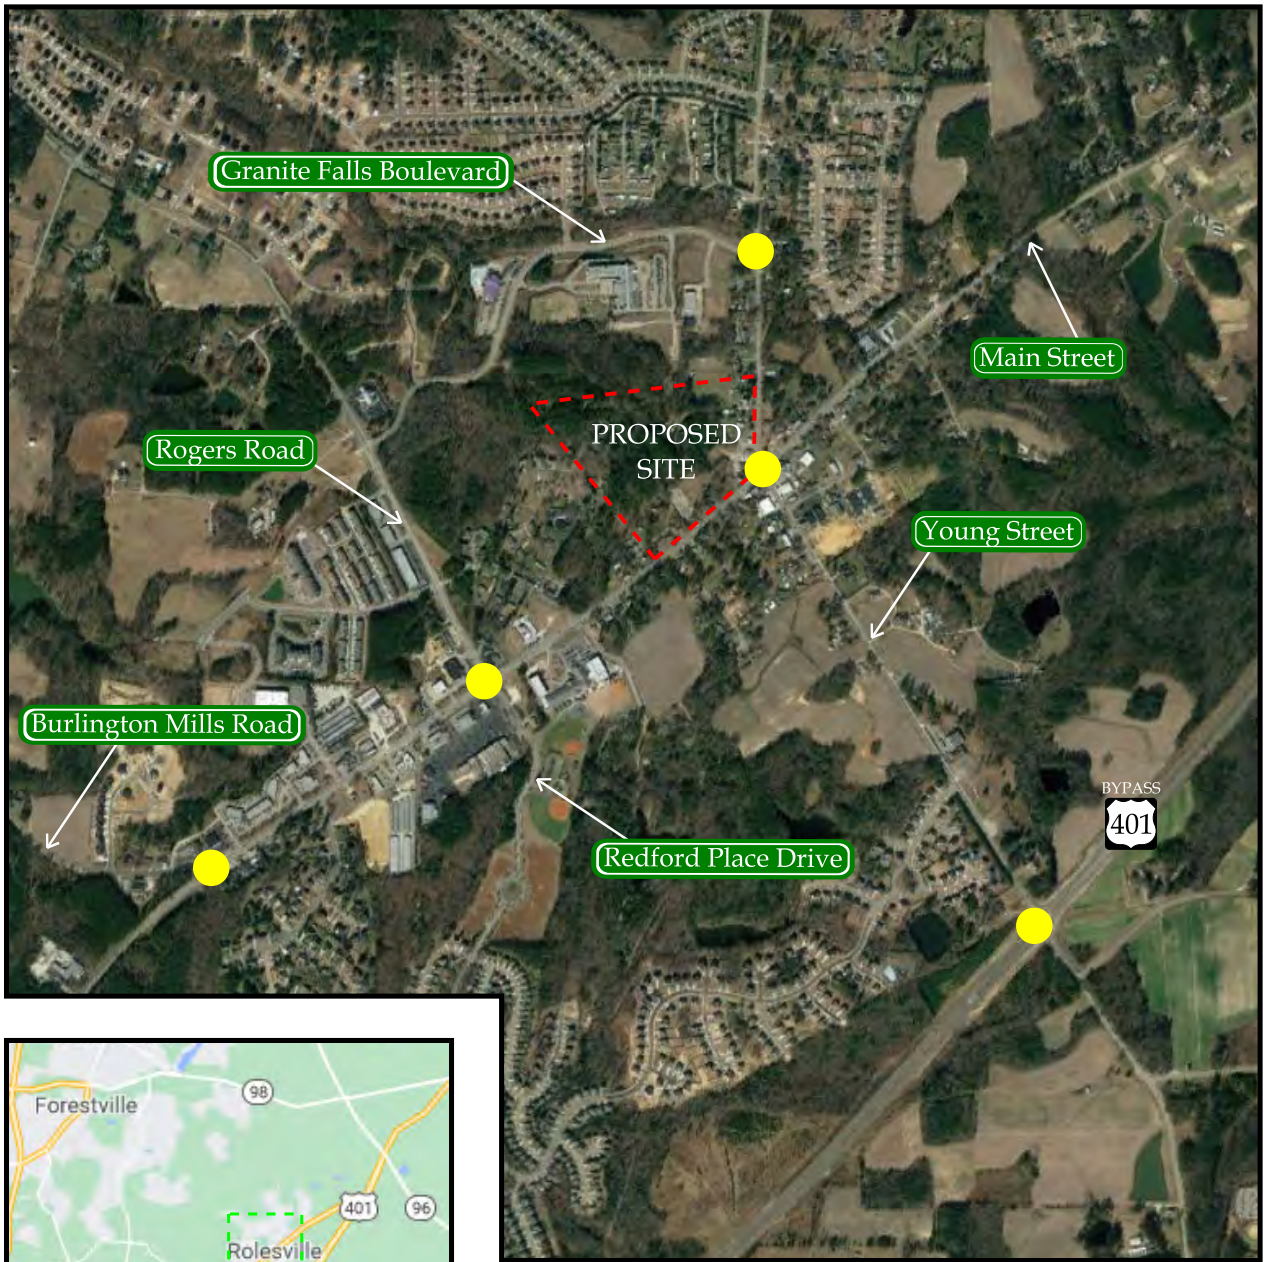 Granite Falls Boulevard
Main Street
PROPOSED
SITE
Rogers Road
Young Street
Burlington Mills Road
BYPASS
401
Redford Place Drive
98
Forestville
401
96
Rolesville